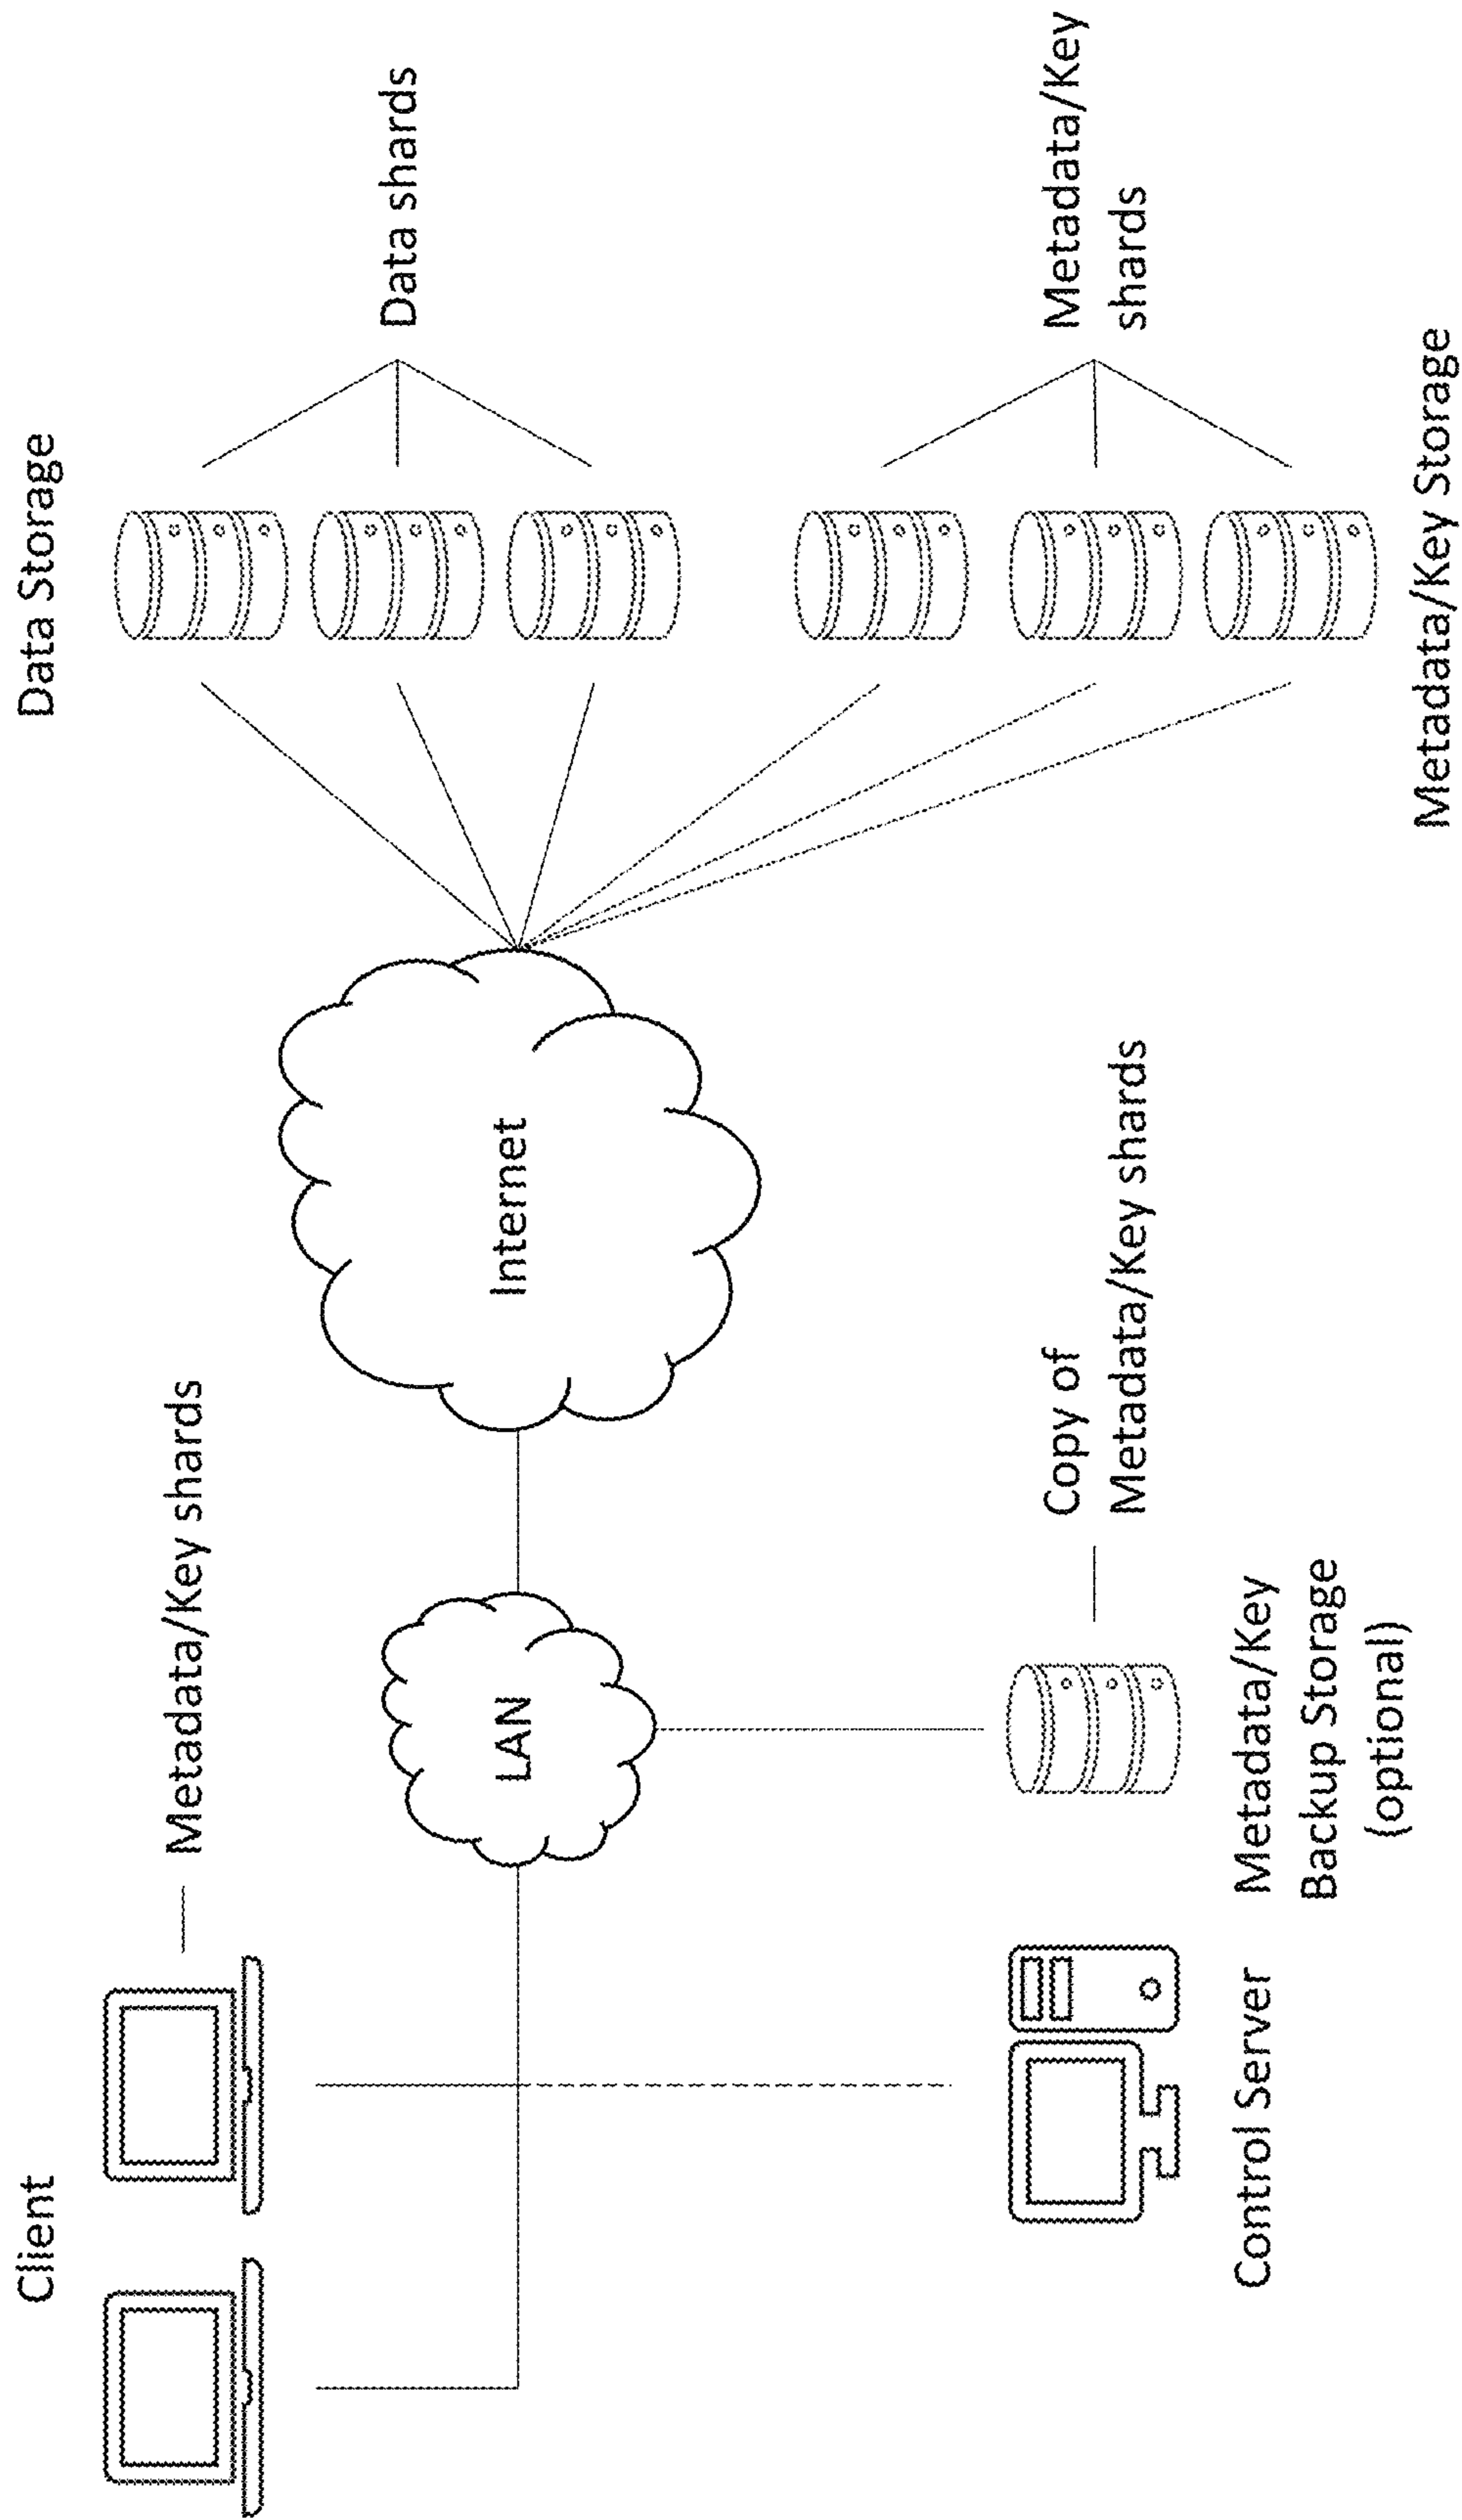 Client
Data Storage
Metadata/Key shards
Data shards
LAN
Internet
Copy of
Metadata/Key shards
Metadata/Key
shards
Control Server
Metadata/Key
Backup Storage
(optional)
Metadata/Key Storage